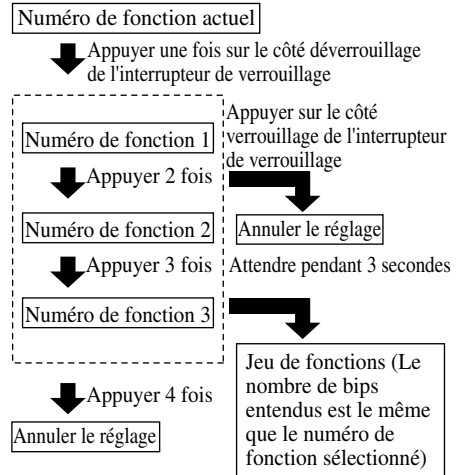 Numéro de fonction actuel
Appuyer une fois sur le côté déverrouillage
de l'interrupteur de verrouillage
Appuyer sur le côté
verrouillage de l'interrupteur
de verrouillage
Numéro de fonction 1
Appuyer 2 fois
Annuler le réglage
Numéro de fonction 2
Appuyer 3 fois
Attendre pendant 3 secondes
Numéro de fonction 3
Jeu de fonctions (Le
nombre de bips
entendus est le même
que le numéro de
fonction sélectionné)
Appuyer 4 fois
Annuler le réglage